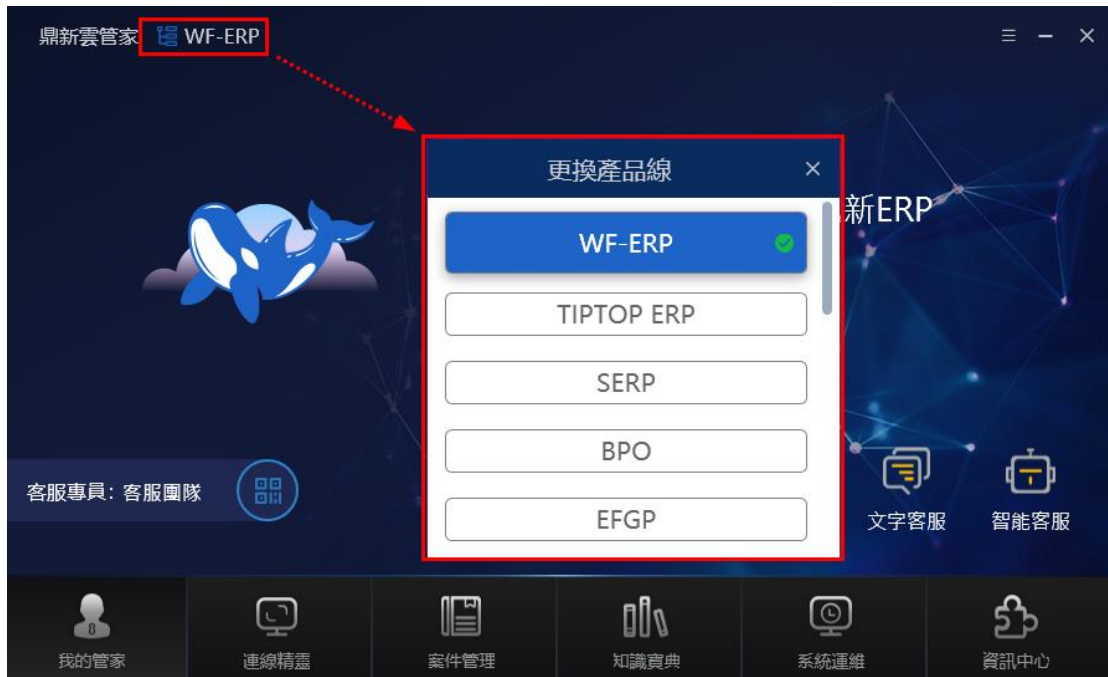 鼎新雲管家 WF-ERP
更換產品線
新ERP
WF-ERP
TIPTOP ERP
SERP
BPO
EFGP
客服專員：客服團隊
文字客服
智能客服
8
我的管家
連線精靈
案件管理
知識寶典
系統運維
資訊中心